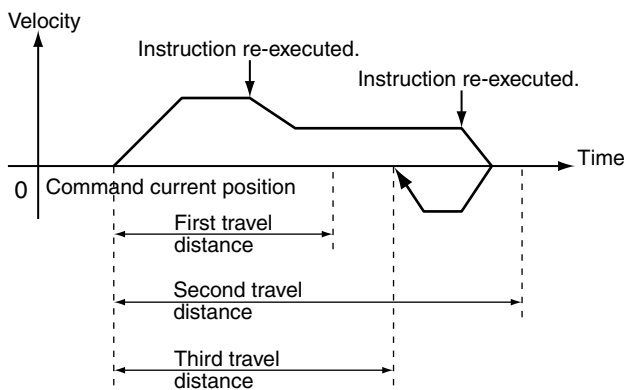 Velocity
Instruction re-executed.
Instruction re-executed.
Time
0
Command current position
First travel
distance
Second travel
distance
Third travel
distance